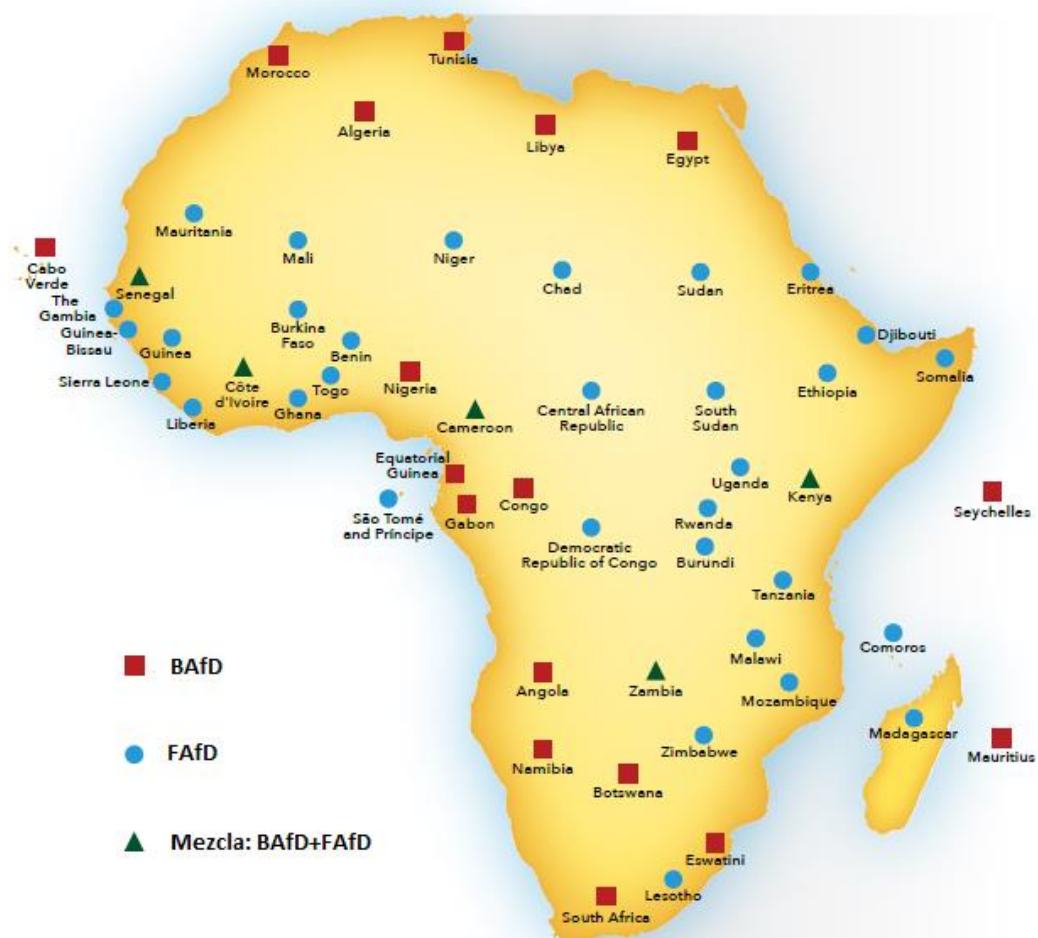 Tunisia
Morocco
Algeria
Libya
Egypt
Mauritania
Mali
Niger
Chad
Sudan
Eritrea
Cabo
Verde
Senegal
The
Gambia
Guinea-
Bissau
Guinea
Burkina
Faso
Benin
Djibouti
Somalia
Sierra Leone
Côte
d'Ivoire
Togo
Nigeria
Ethiopia
Liberia
Ghana
Cameroon
Central African
Republic
South
Sudan
Equatorial
Guinea
Uganda
Kenya
Seychelles
São Tomé
and Príncipe
Gabon
Congo
Rwanda
Democratic
Republic of Congo
Burundi
Tanzania
Malawi
Comoros
BAfD
Angola
Zambia
Mozambique
Madagascar
FAfD
Namibia
Zimbabwe
Mauritius
Botswana
Mezcla: BAfD+FAfD
Eswatini
Lesotho
South Africa